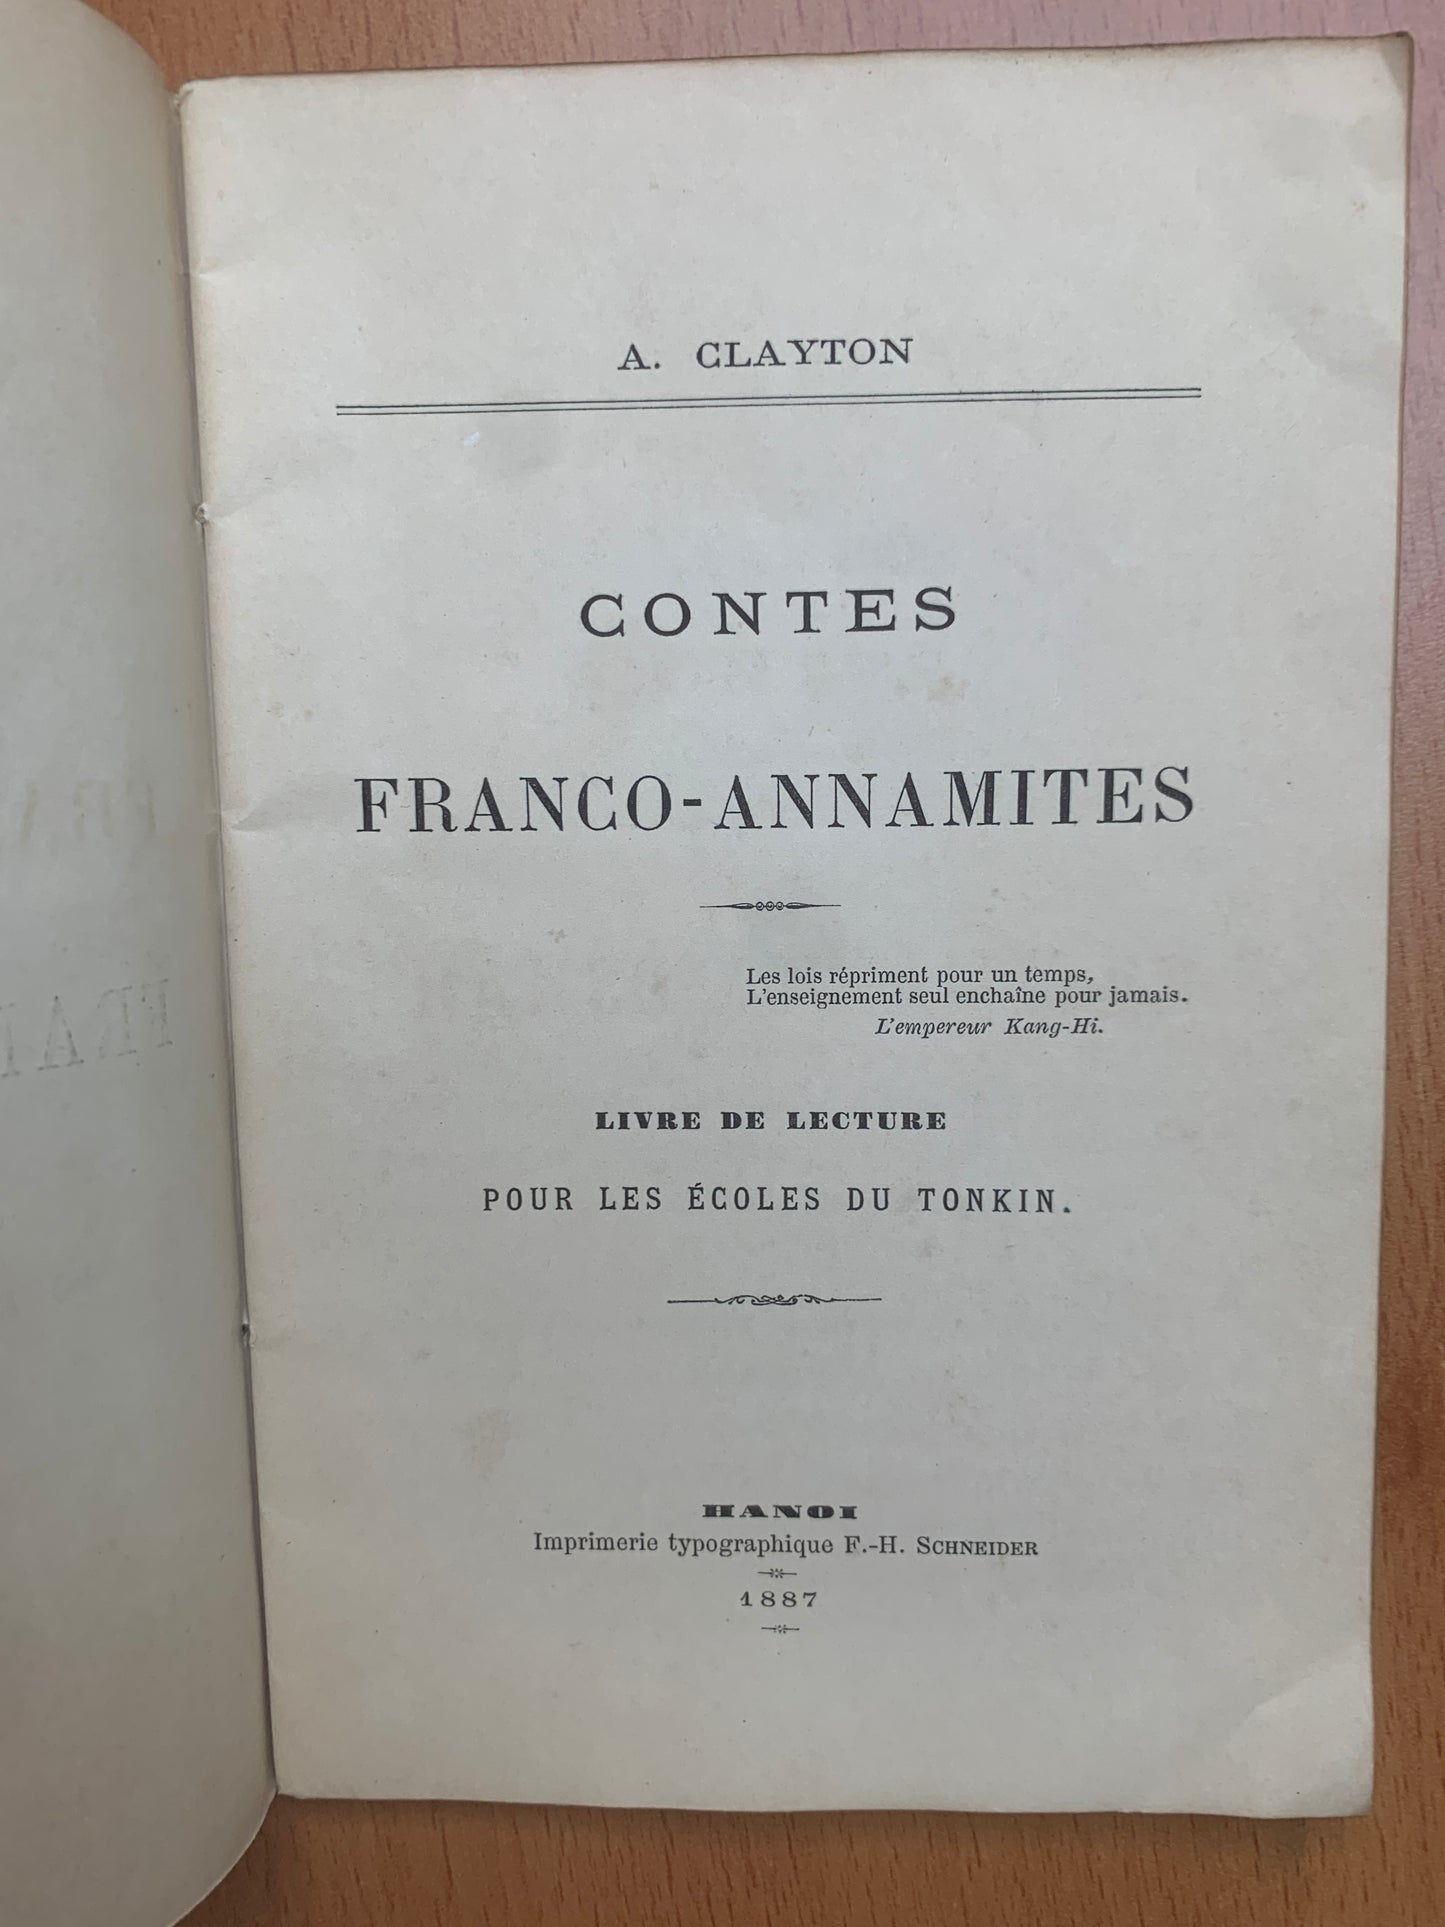 A. CLAYTON
CONTES
FRANCO-ANNAMITES
Les lois répriment pour un temps,
L'enseignement seul enchaîne pour jamais.
L'empereur Kang-Hi.
LIVRE DE LECTURE
POUR LES ÉCOLES DU TONKIN.
HANOI
Imprimerie typographique F.-H. SCHNEIDER
1887